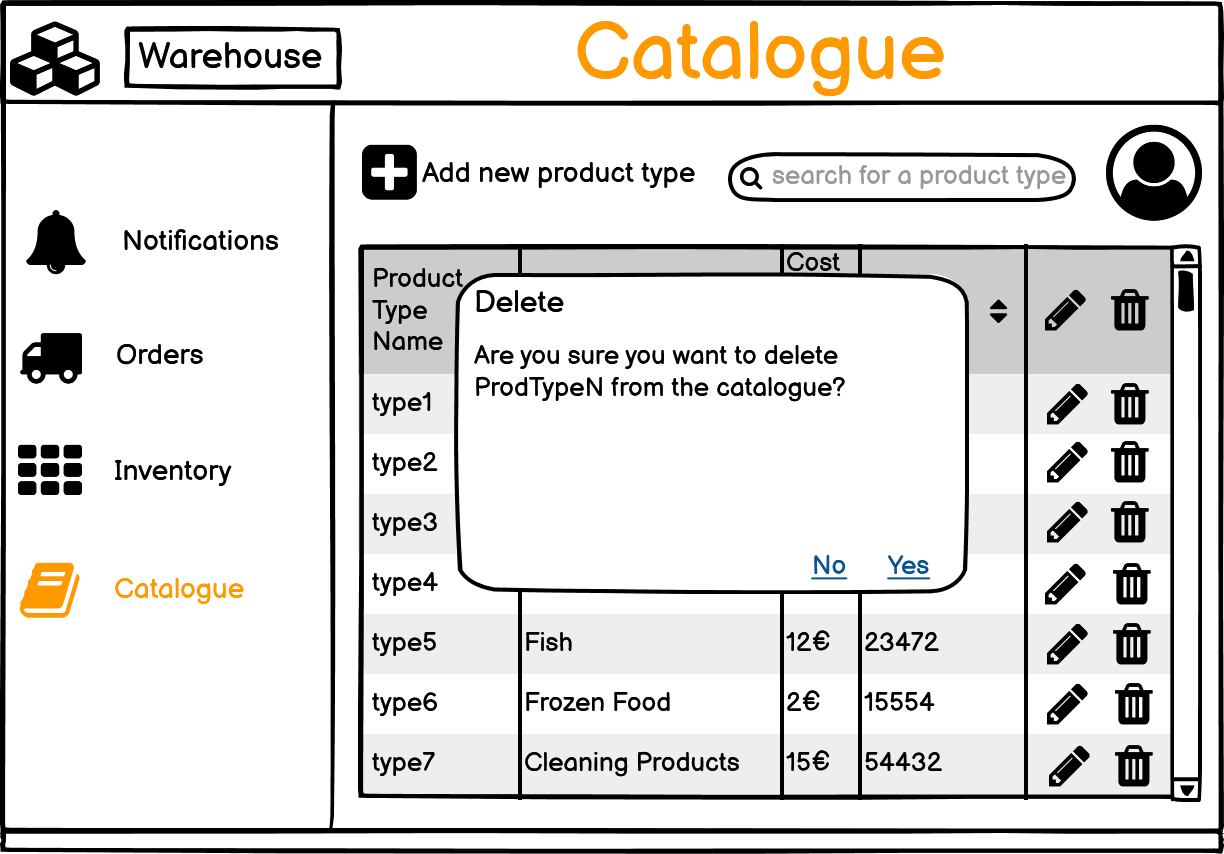 Warehouse
Catalogue
Add new product type
search for a product type
Notifications
Orders
Inventory
Catalogue
Product
Type
Name
Cost
Delete
Are you sure you want to delete
ProdTypeN from the catalogue?
No Yes
type1
type2
type3
type4
type5 Fish 12€ 23472
type6 Frozen Food 2€ 15554
type7 Cleaning Products 15€ 54432